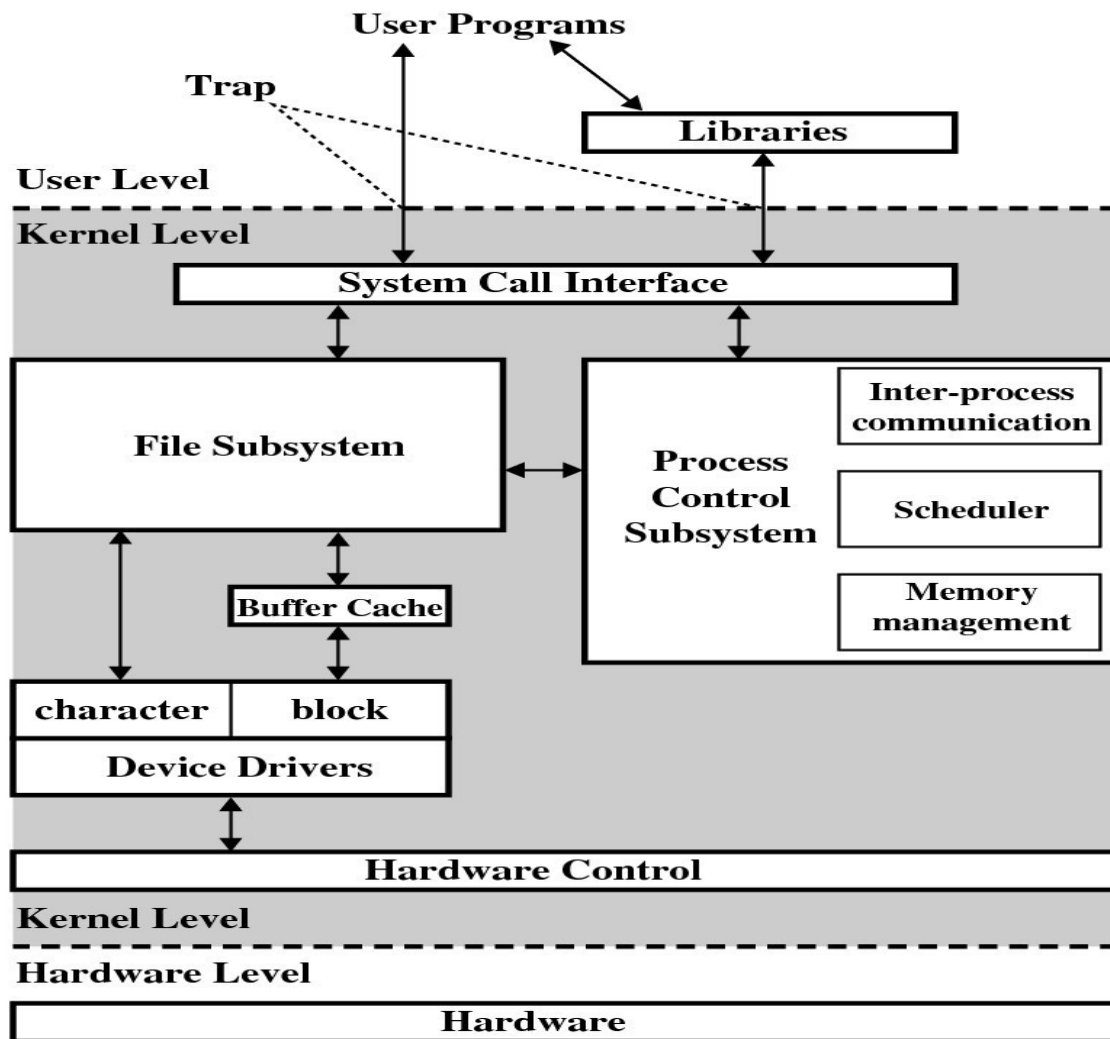 User Programs
Trap
Libraries
User Level
Kernel Level
System Call Interface
File Subsystem
Inter-process
communication
Process
Control
Subsystem
Scheduler
Memory
management
Buffer Cache
character
block
Device Drivers
Hardware Control
Kernel Level
Hardware Level
Hardware